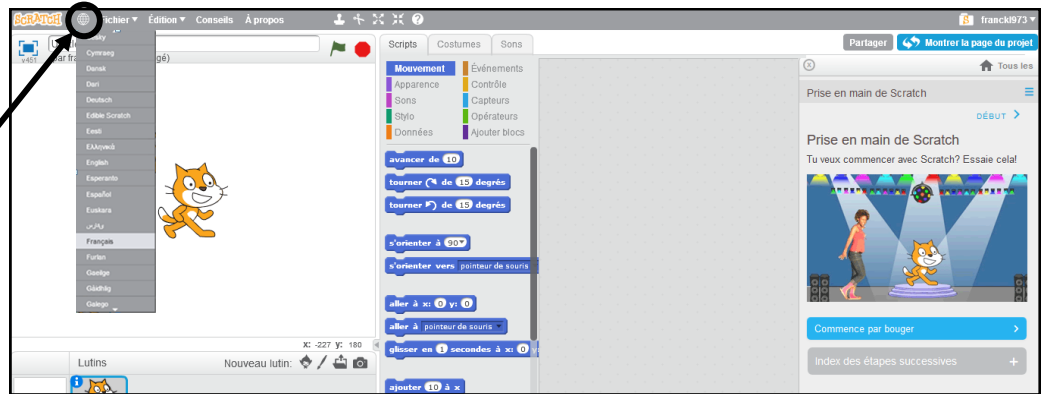 SCRATCH Fichier ▼ Édition ▼ Conseils À propos franckl973 ▼
v451
gé)
Cymraeg
Dansk
Dari
Deutsch
Edible Scratch
Eesti
Ελληνικά
English
Esperanto
Español
Euskara
فارسی
Français
Furlan
Gaeilge
Gàidhlig
Galego
X: -227 Y: 180
Lutins Nouveau lutin:
Scripts Costumes Sons
Mouvement Événements
Apparence Contrôle
Sons Capteurs
Stylo Opérateurs
Données Ajouter blocs
avancer de 10
tourner de 15 degrés
tourner de 15 degrés
s'orienter à 90▼
s'orienter vers pointeur de souris
aller à x: 0 y: 0
aller à pointeur de souris
glisser en 1 secondes à x: 0
ajouter 10 à x
Partager Montrer la page du projet
Tous les
Prise en main de Scratch
DÉBUT
Prise en main de Scratch
Tu veux commencer avec Scratch? Essaie cela!
Commence par bouger
Index des étapes successives